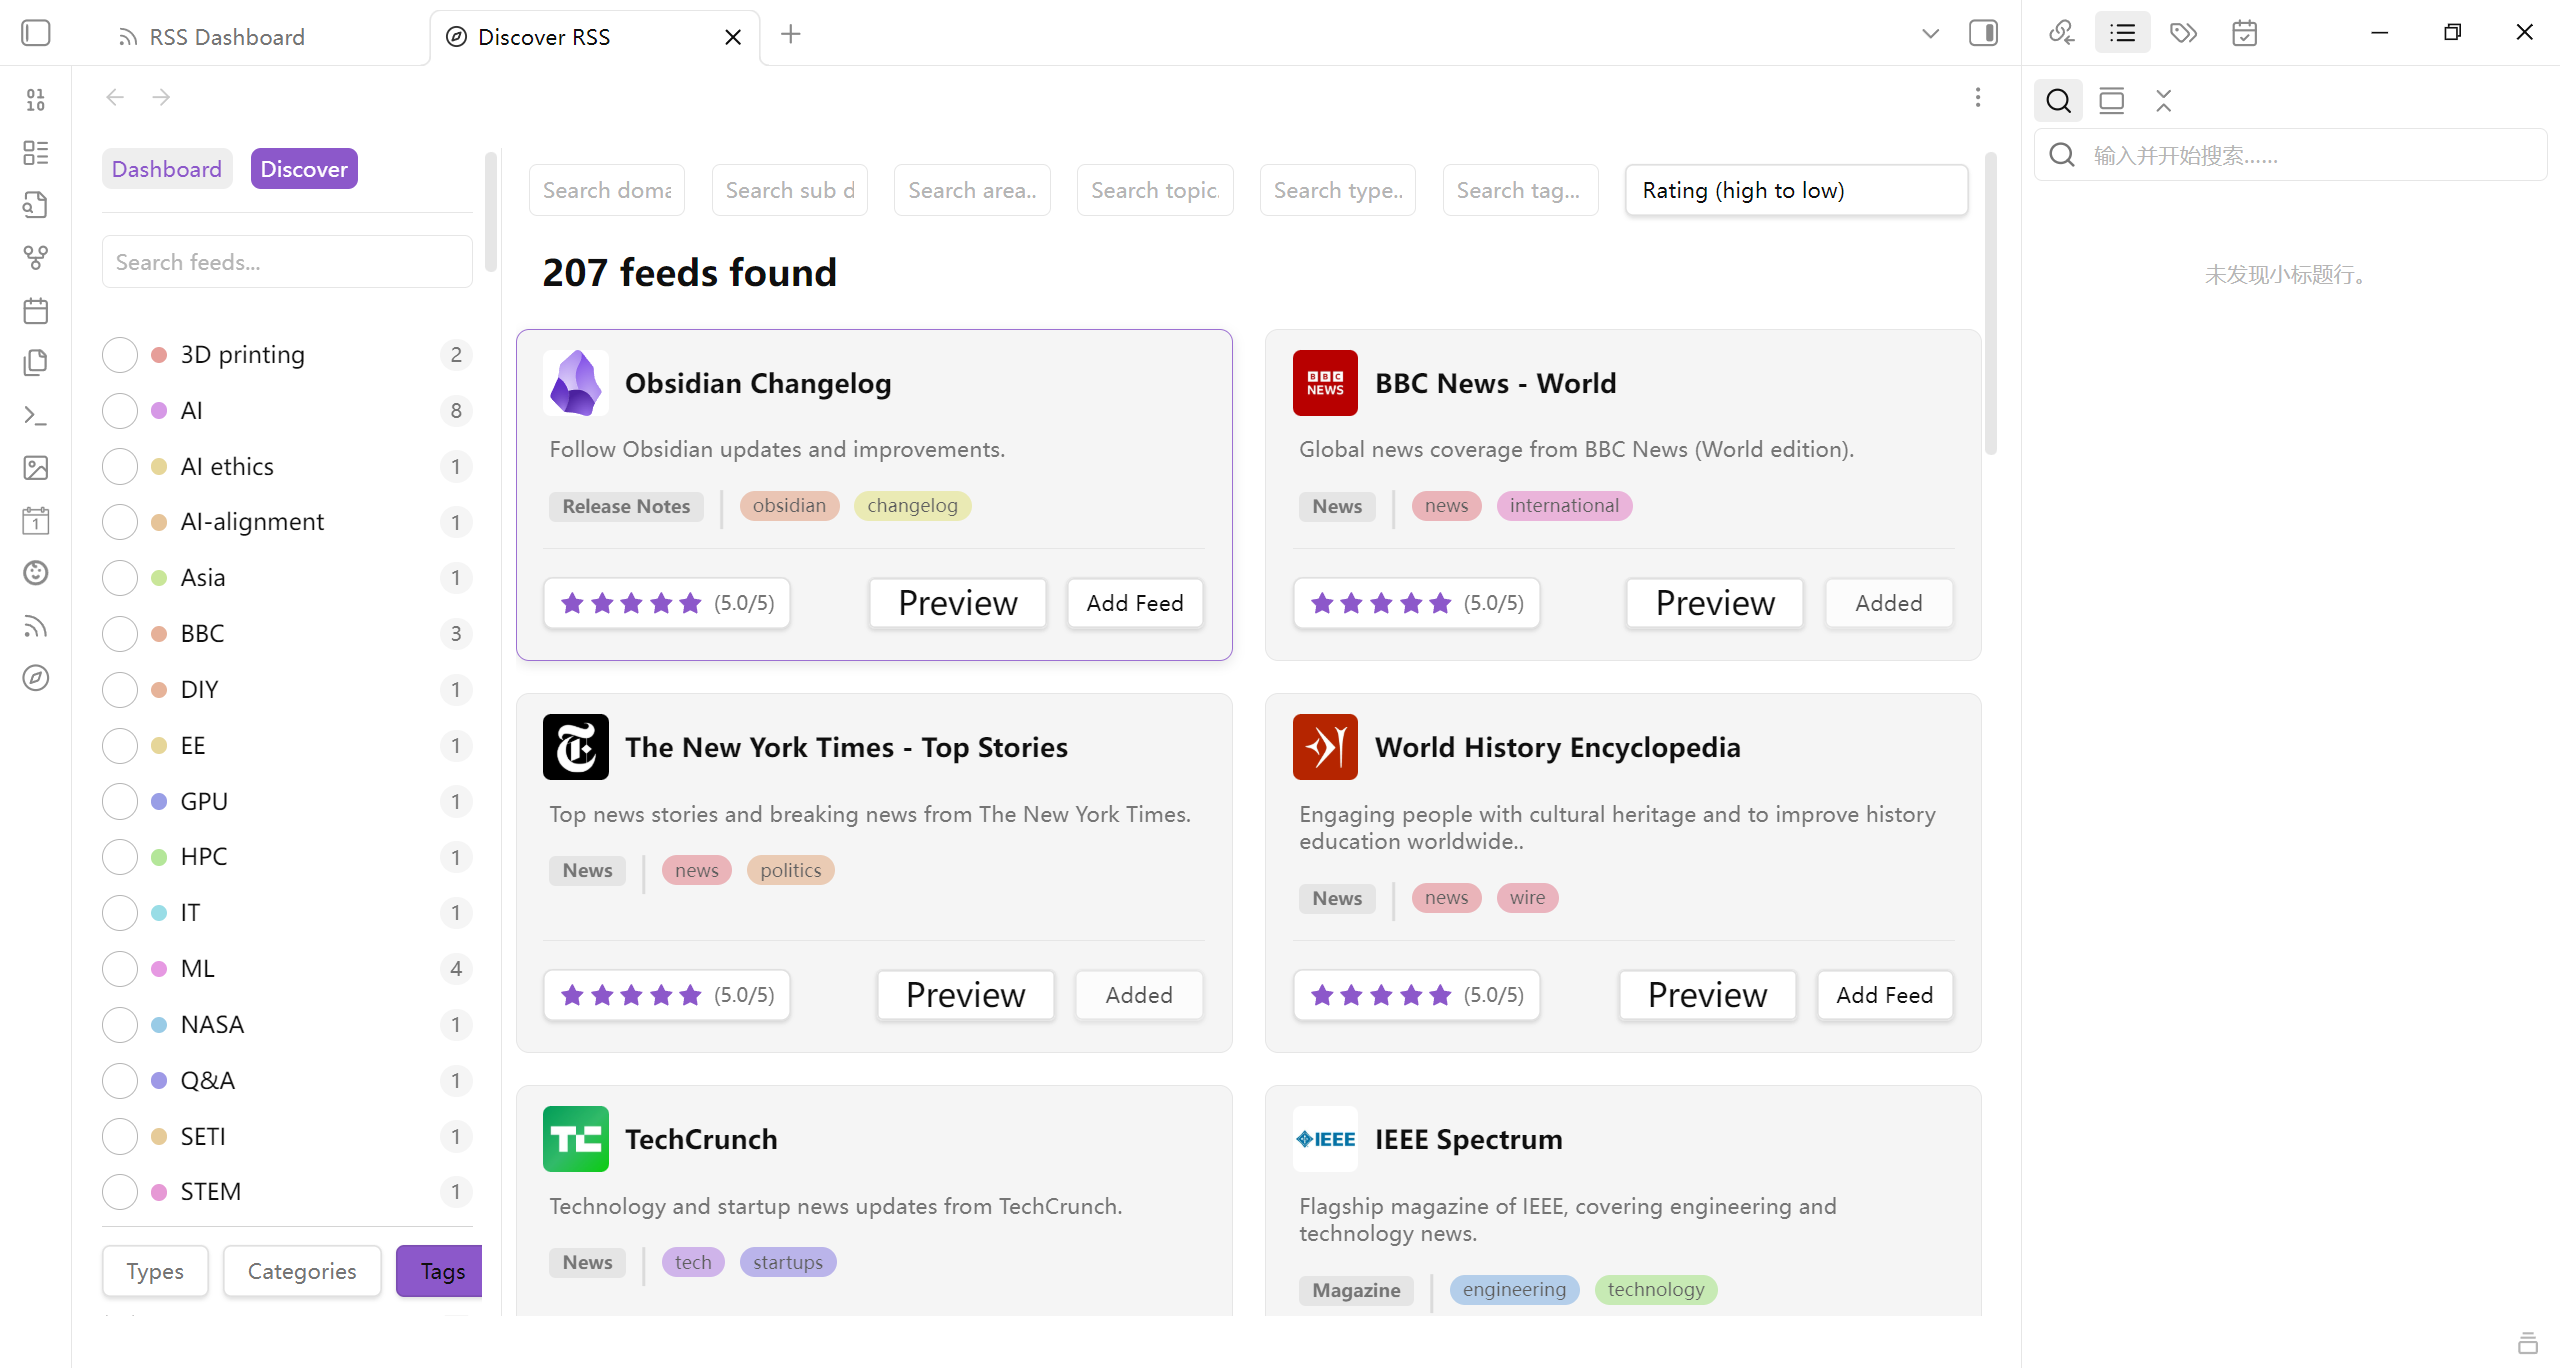 RSS Dashboard
Discover RSS
Dashboard
Discover
Search feeds...
3D printing 2
AI 8
AI ethics 1
AI-alignment 1
Asia 1
BBC 3
DIY 1
EE 1
GPU 1
HPC 1
IT 1
ML 4
NASA 1
Q&A 1
SETI 1
STEM 1
Types
Categories
Tags
Search doma
Search sub d
Search area..
Search topic.
Search type..
Search tag...
Rating (high to low)
207 feeds found
Obsidian Changelog
Follow Obsidian updates and improvements.
Release Notes
obsidian
changelog
(5.0/5)
Preview
Add Feed
BBC NEWS
BBC News - World
Global news coverage from BBC News (World edition).
News
news
international
(5.0/5)
Preview
Added
The New York Times - Top Stories
Top news stories and breaking news from The New York Times.
News
news
politics
(5.0/5)
Preview
Added
World History Encyclopedia
Engaging people with cultural heritage and to improve history
education worldwide..
News
news
wire
(5.0/5)
Preview
Add Feed
TC
TechCrunch
Technology and startup news updates from TechCrunch.
News
tech
startups
IEEE
IEEE Spectrum
Flagship magazine of IEEE, covering engineering and
technology news.
Magazine
engineering
technology
输入并开始搜索……
未发现小标题行。